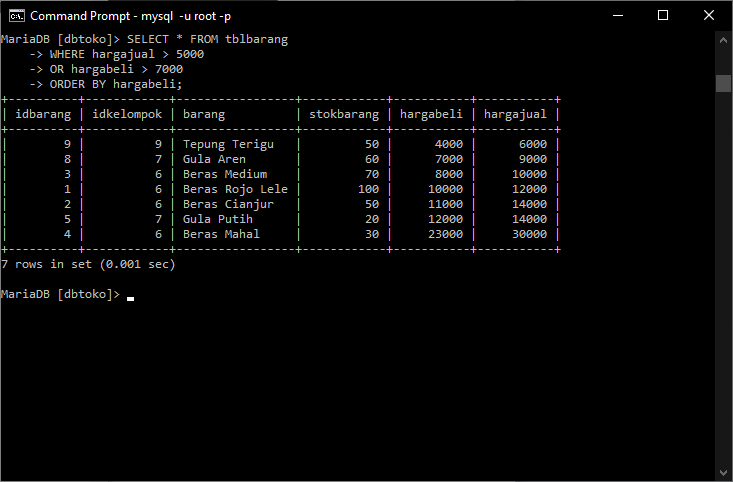 Command Prompt - mysql  -u root -p
MariaDB [dbtoko]> SELECT * FROM tblbarang
    -> WHERE hargajual > 5000
    -> OR hargabeli > 7000
    -> ORDER BY hargabeli;
+----------+------------+-----------------+------------+-----------+-----------+
| idbarang | idkelompok | barang          | stokbarang | hargabeli | hargajual |
+----------+------------+-----------------+------------+-----------+-----------+
|        9 |          9 | Tepung Terigu   |         50 |      4000 |      6000 |
|        8 |          7 | Gula Aren       |         60 |      7000 |      9000 |
|        3 |          6 | Beras Medium    |         70 |      8000 |     10000 |
|        1 |          6 | Beras Rojo Lele |        100 |     10000 |     12000 |
|        2 |          6 | Beras Cianjur   |         50 |     11000 |     14000 |
|        5 |          7 | Gula Putih      |         20 |     12000 |     14000 |
|        4 |          6 | Beras Mahal     |         30 |     23000 |     30000 |
+----------+------------+-----------------+------------+-----------+-----------+
7 rows in set (0.001 sec)
MariaDB [dbtoko]>